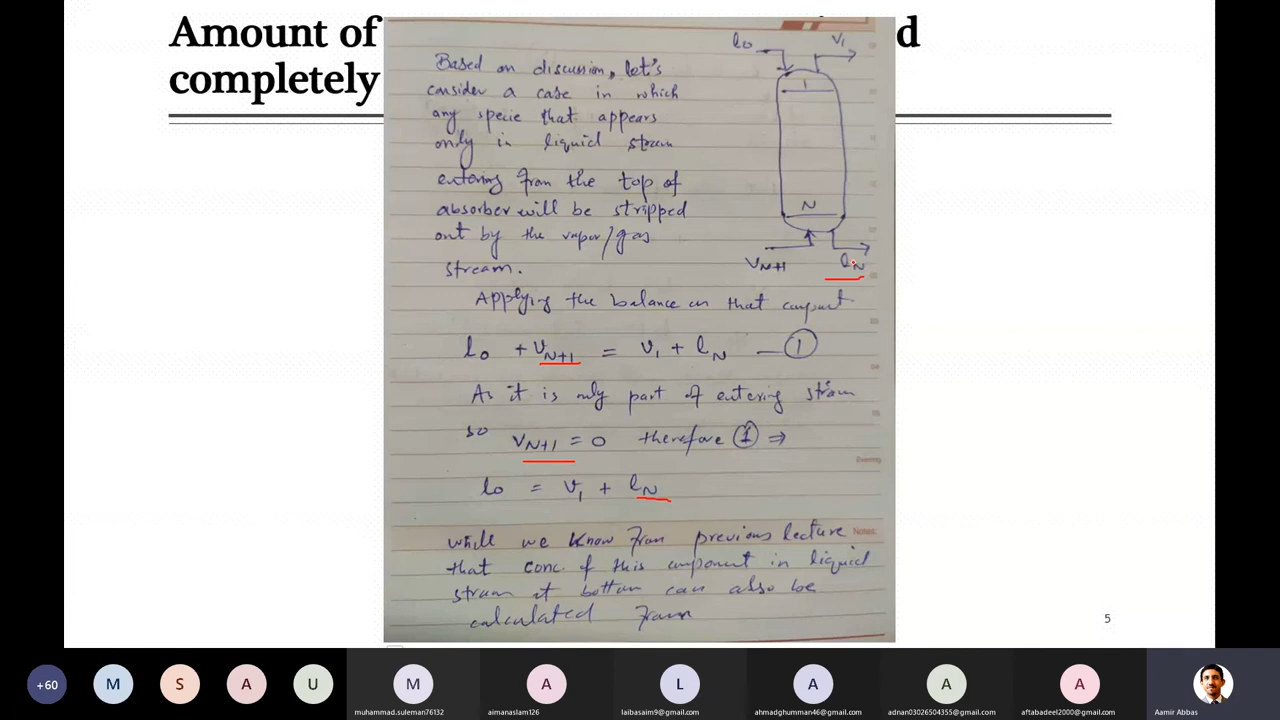 Amount of
d
completely
Based on discussion, let's
consider a case in which
any specie that appears
only in liquid stream
entering from the top of
absorber will be stripped
out by the vapor/gas
stream.
l0
V1
1
N
VN+1
lN
Applying the balance on that compnt
l0 + VN+1 = V1 + lN — 1
As it is only part of entering stram
so VN+1 = 0 therefore 1 ⇒
l0 = V1 + lN
Evening
Notes:
while we know from previous lecture
that conc. of this component in liquid
stream at bottom can also be
calculated from
5
+60
M
S
A
U
M
A
L
A
A
A
muhammad.suleman76132
aimanaslam126
laibasaim9@gmail.com
ahmadghumman46@gmail.com
adnan03026504355@gmail.com
aftabadeel2000@gmail.com
Aamir Abbas